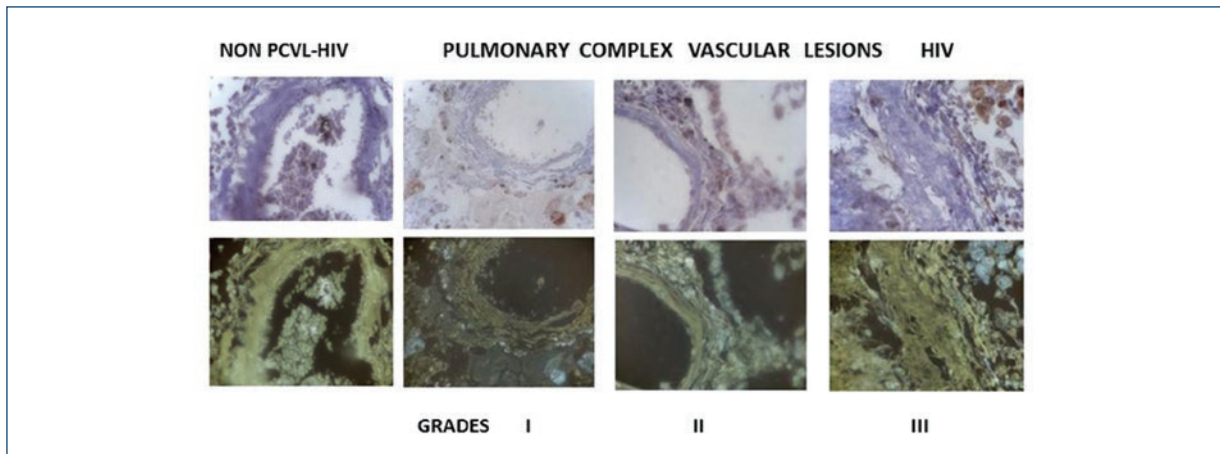 NON PCVL-HIV PULMONARY COMPLEX VASCULAR LESIONS HIV
GRADES I II III